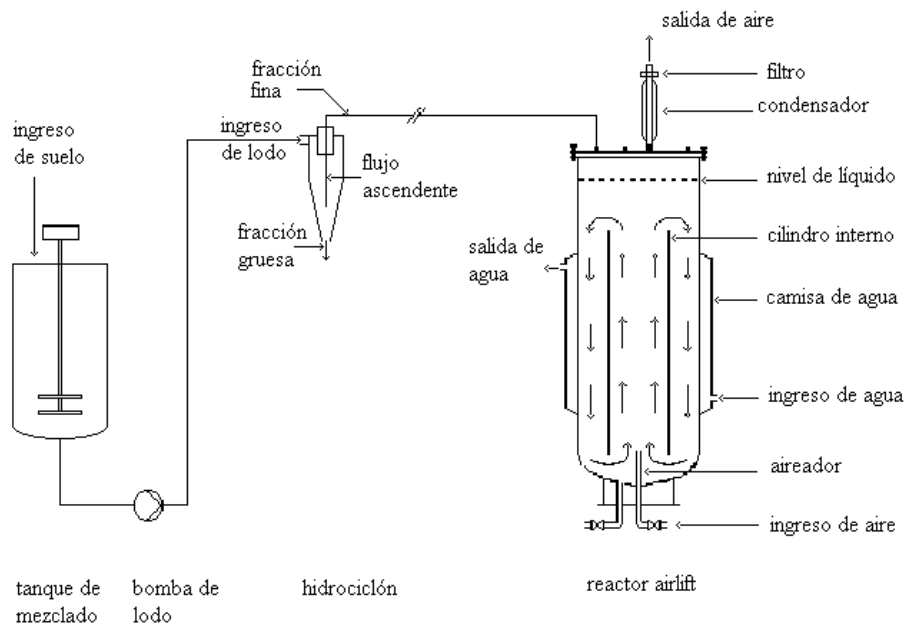 salida de aire
fracción
fina
filtro
condensador
ingreso
de suelo
ingreso
de lodo
flujo
ascendente
nivel de líquido
fracción
gruesa
salida de
agua
cilindro interno
camisa de agua
ingreso de agua
aireador
ingreso de aire
tanque de
mezclado
bomba de
lodo
hidrociclón
reactor airlift